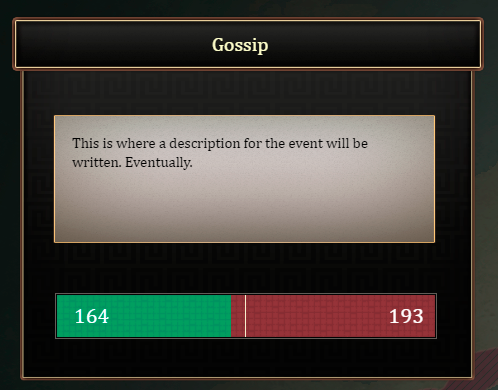 Gossip
This is where a description for the event will be
written. Eventually.
164 193